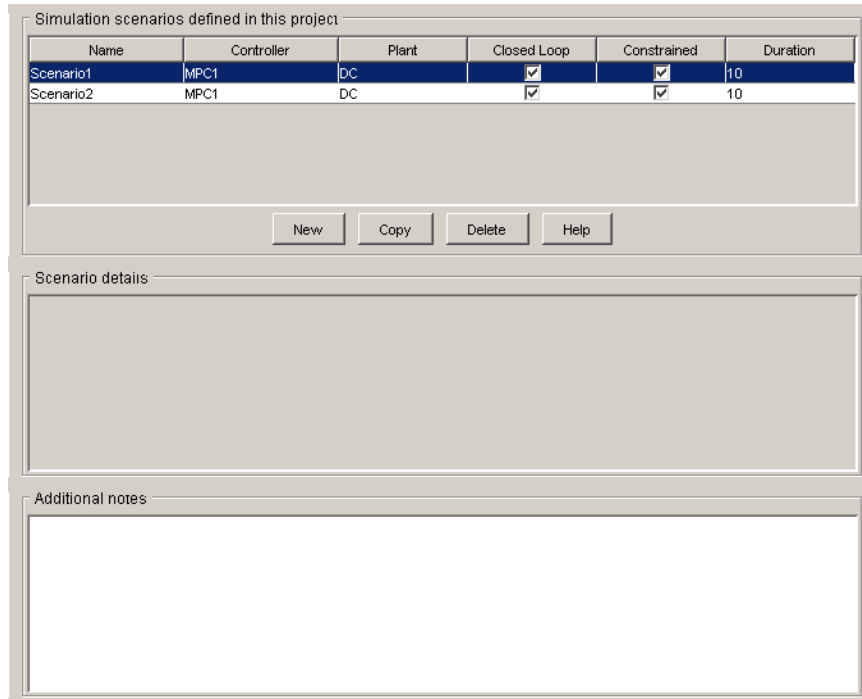 Simulation scenarios defined in this project
Name Controller Plant Closed Loop Constrained Duration
Scenario1 MPC1 DC 10
Scenario2 MPC1 DC 10
New Copy Delete Help
Scenario details
Additional notes